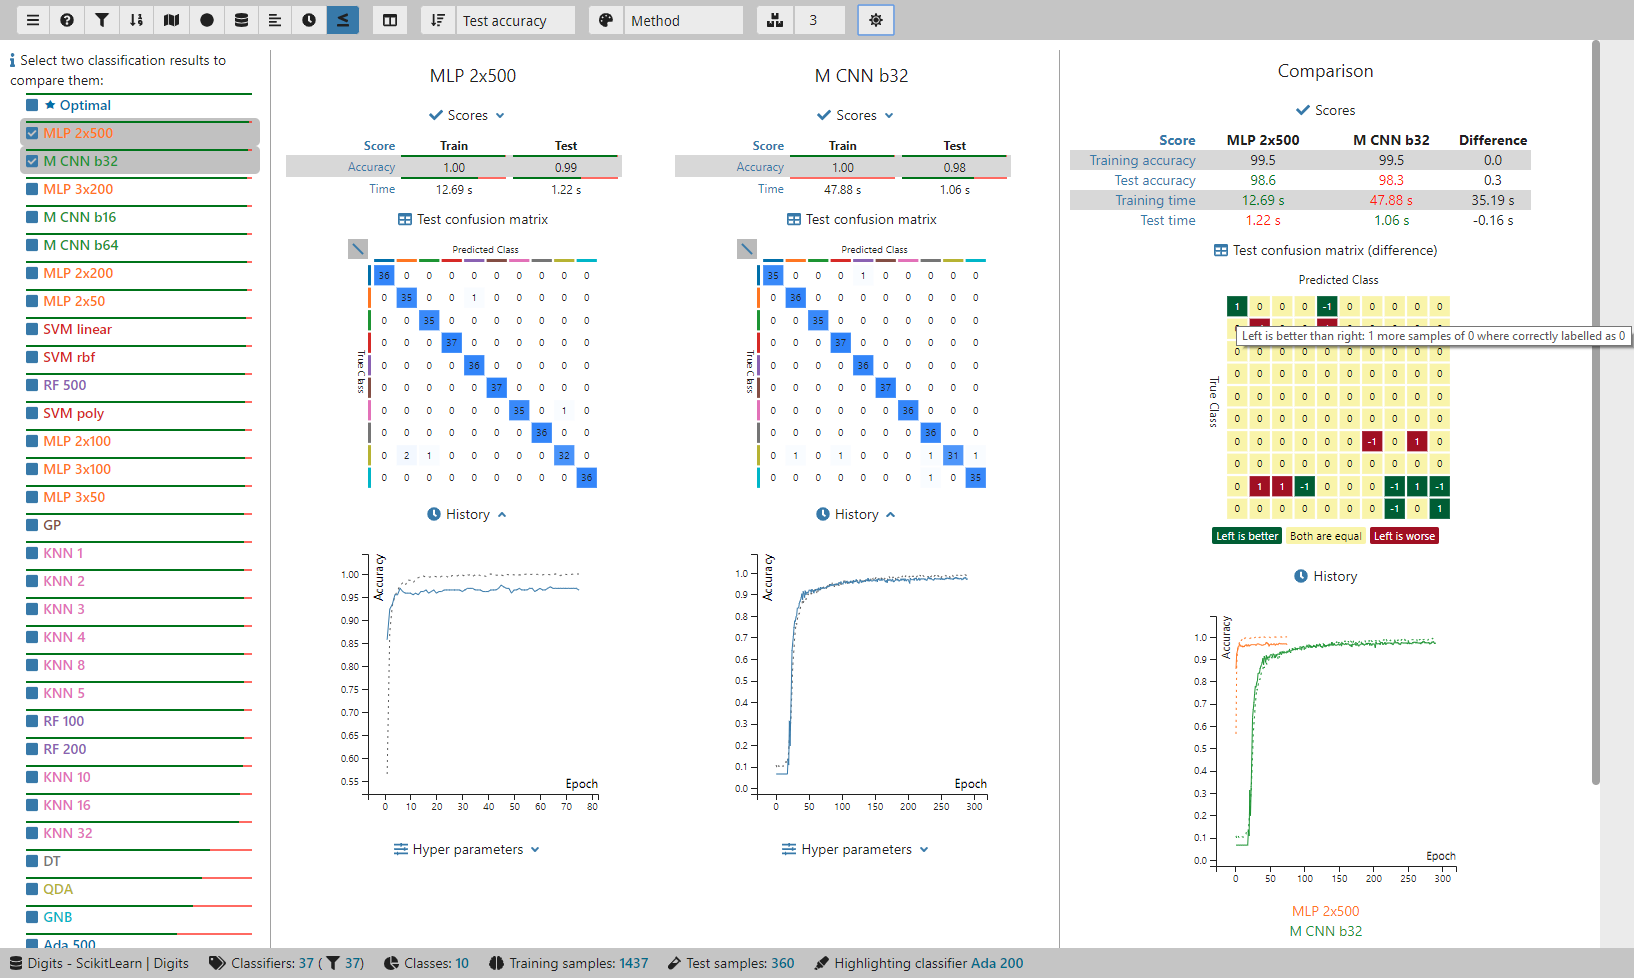 Test accuracy
Method
3
Select two classification results to
compare them:
Optimal
MLP 2x500
M CNN b32
MLP 3x200
M CNN b16
M CNN b64
MLP 2x200
MLP 2x50
SVM linear
SVM rbf
RF 500
SVM poly
MLP 2x100
MLP 3x100
MLP 3x50
GP
KNN 1
KNN 2
KNN 3
KNN 4
KNN 8
KNN 5
RF 100
RF 200
KNN 10
KNN 16
KNN 32
DT
QDA
GNB
Ada 500
MLP 2x500
Scores
Score Train Test
Accuracy 1.00 0.99
Time 12.69 s 1.22 s
Test confusion matrix
Predicted Class
True Class
36 0 0 0 0 0 0 0 0 0
0 35 0 0 1 0 0 0 0 0
0 0 35 0 0 0 0 0 0 0
0 0 0 37 0 0 0 0 0 0
0 0 0 0 36 0 0 0 0 0
0 0 0 0 0 37 0 0 0 0
0 0 0 0 0 0 35 0 1 0
0 0 0 0 0 0 0 36 0 0
0 2 1 0 0 0 0 0 32 0
0 0 0 0 0 0 0 0 0 36
History
Accuracy
1.00
0.95
0.90
0.85
0.80
0.75
0.70
0.65
0.60
0.55
Epoch
0 10 20 30 40 50 60 70 80
Hyper parameters
M CNN b32
Scores
Score Train Test
Accuracy 1.00 0.98
Time 47.88 s 1.06 s
Test confusion matrix
Predicted Class
True Class
35 0 0 0 1 0 0 0 0 0
0 36 0 0 0 0 0 0 0 0
0 0 35 0 0 0 0 0 0 0
0 0 0 37 0 0 0 0 0 0
0 0 0 0 36 0 0 0 0 0
0 0 0 0 0 37 0 0 0 0
0 0 0 0 0 0 36 0 0 0
0 0 0 0 0 0 0 36 0 0
0 1 0 1 0 0 0 1 31 1
0 0 0 0 0 0 0 1 0 35
History
Accuracy
1.0
0.9
0.8
0.7
0.6
0.5
0.4
0.3
0.2
0.1
0.0
Epoch
0 50 100 150 200 250 300
Hyper parameters
Comparison
Scores
Score MLP 2x500 M CNN b32 Difference
Training accuracy 99.5 99.5 0.0
Test accuracy 98.6 98.3 0.3
Training time 12.69 s 47.88 s 35.19 s
Test time 1.22 s 1.06 s -0.16 s
Test confusion matrix (difference)
Predicted Class
True Class
1 0 0 0 -1 0 0 0 0 0
Left is better than right: 1 more samples of 0 where correctly labelled as 0
0 0 0 0 0 0 0 0 0 0
0 0 0 0 0 0 0 0 0 0
0 0 0 0 0 0 0 0 0 0
0 0 0 0 0 0 0 0 0 0
0 0 0 0 0 0 -1 0 1 0
0 0 0 0 0 0 0 0 0 0
0 1 1 -1 0 0 0 -1 1 -1
0 0 0 0 0 0 0 -1 0 1
Left is better Both are equal Left is worse
History
Accuracy
1.0
0.9
0.8
0.7
0.6
0.5
0.4
0.3
0.2
0.1
0.0
Epoch
0 50 100 150 200 250 300
MLP 2x500
M CNN b32
Digits - ScikitLearn | Digits Classifiers: 37 ( 37) Classes: 10 Training samples: 1437 Test samples: 360 Highlighting classifier Ada 200